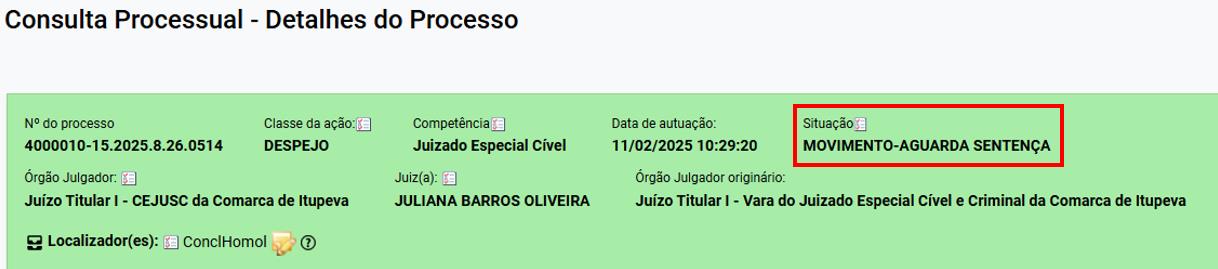 Consulta Processual - Detalhes do Processo
Nº do processo Classe da ação: Competência Data de autuação: Situação
4000010-15.2025.8.26.0514 DESPEJO Juizado Especial Cível 11/02/2025 10:29:20 MOVIMENTO-AGUARDA SENTENÇA
Órgão Julgador: Juiz(a): Órgão Julgador originário:
Juízo Titular I - CEJUSC da Comarca de Itupeva JULIANA BARROS OLIVEIRA Juízo Titular I - Vara do Juizado Especial Cível e Criminal da Comarca de Itupeva
Localizador(es): ConclHomol ?